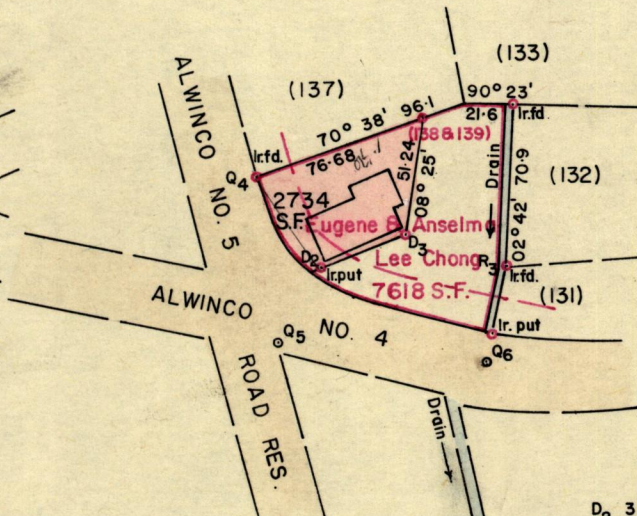 (133)
(137)
90° 23'
ALWINCO NO. 5
96.1
21.6
Ir.fd
70° 38'
(138&139)
Ir.fd.
76.68
Drain
70.9
51.24
08° 25'
(132)
Q4
2734
S.F.
Eugene & Anselma
02° 42'
D3
D2
Lee Chong
R3
Ir.fd.
Ir.put
7618 S.F.
(131)
ALWINCO NO. 4
Ir. put
Q5
Q6
ROAD RES.
Drain
D2 3